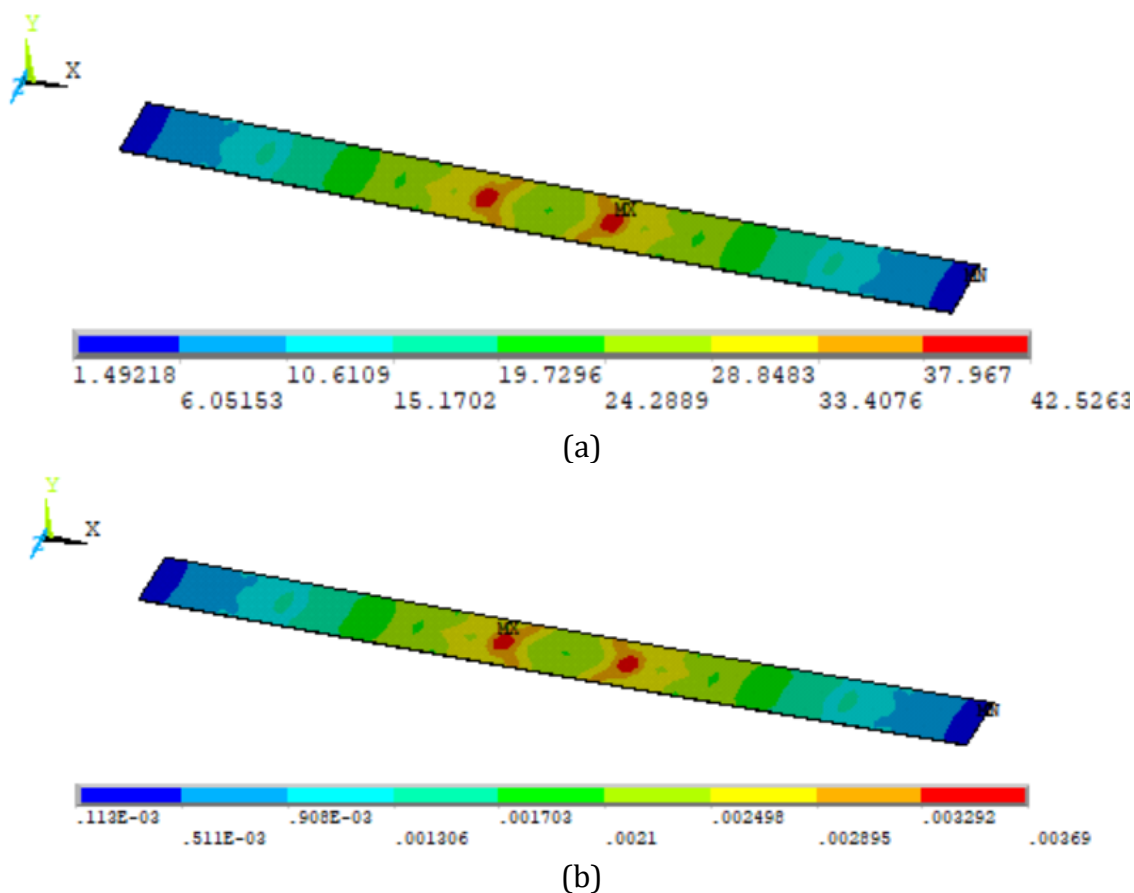 Y
X
Z
MX
MN
1.49218 10.6109 19.7296 28.8483 37.967
6.05153 15.1702 24.2889 33.4076 42.5263
(a)
Y
X
Z
MX
MN
.113E-03 .908E-03 .001703 .002498 .003292
.511E-03 .001306 .0021 .002895 .00369
(b)